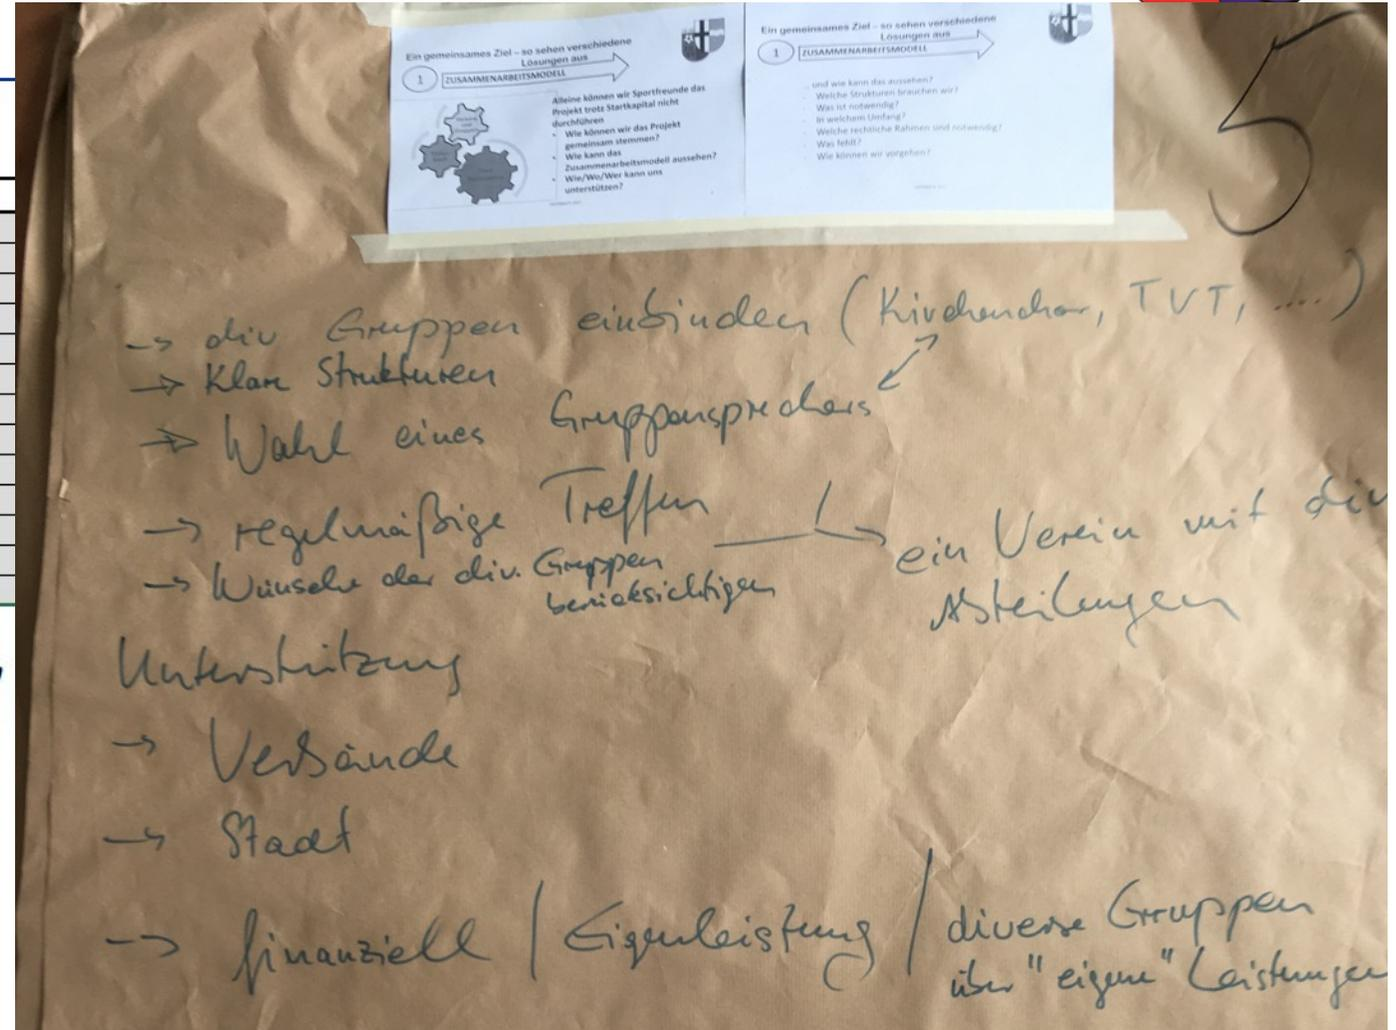 Ein gemeinsames Ziel – so sehen verschiedene
Lösungen aus
1
ZUSAMMENARBEITSMODELL
Alleine können wir Sportfreunde das
Projekt trotz Startkapital nicht
durchführen
• Wie können wir das Projekt
gemeinsam stemmen?
• Wie kann das
Zusammenarbeitsmodell aussehen?
• Wie/Wo/Wer kann uns
unterstützen?
Ein gemeinsames Ziel – so sehen verschiedene
Lösungen aus
1
ZUSAMMENARBEITSMODELL
... und wie kann das aussehen?
Welche Strukturen brauchen wir?
Was ist notwendig?
In welchem Umfang?
Welche rechtliche Rahmen sind notwendig?
Was fehlt?
Wie können wir vorgehen?
5
→ div Gruppen einbinden (Kirchenchor, TVT, ....)
→ Klare Strukturen
→ Wahl eines Gruppensprechers
→ regelmäßige Treffen
→ Wünsche der div. Gruppen
berücksichtigen
ein Verein mit div
Abteilungen
Unterstützung
→ Verbände
→ Stadt
→ finanziell / Eigenleistung / diverse Gruppen
über "eigene" Leistungen